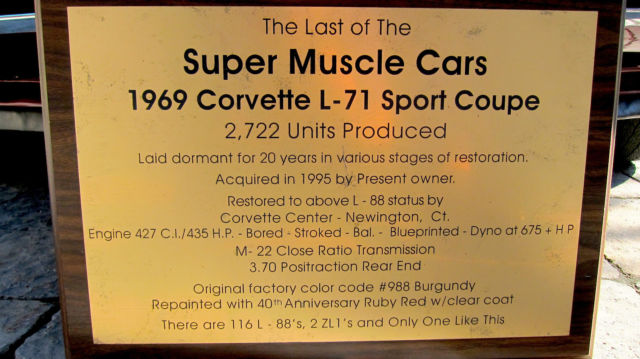 The Last of The
Super Muscle Cars
1969 Corvette L-71 Sport Coupe
2,722 Units Produced
Laid dormant for 20 years in various stages of restoration.
Acquired in 1995 by Present owner.
Restored to above L - 88 status by
Corvette Center - Newington, Ct.
Engine 427 C.I./435 H.P. - Bored - Stroked - Bal. - Blueprinted - Dyno at 675 + H P
M- 22 Close Ratio Transmission
3.70 Positraction Rear End
Original factory color code #988 Burgundy
Repainted with 40th Anniversary Ruby Red w/clear coat
There are 116 L - 88's, 2 ZL1's and Only One Like This